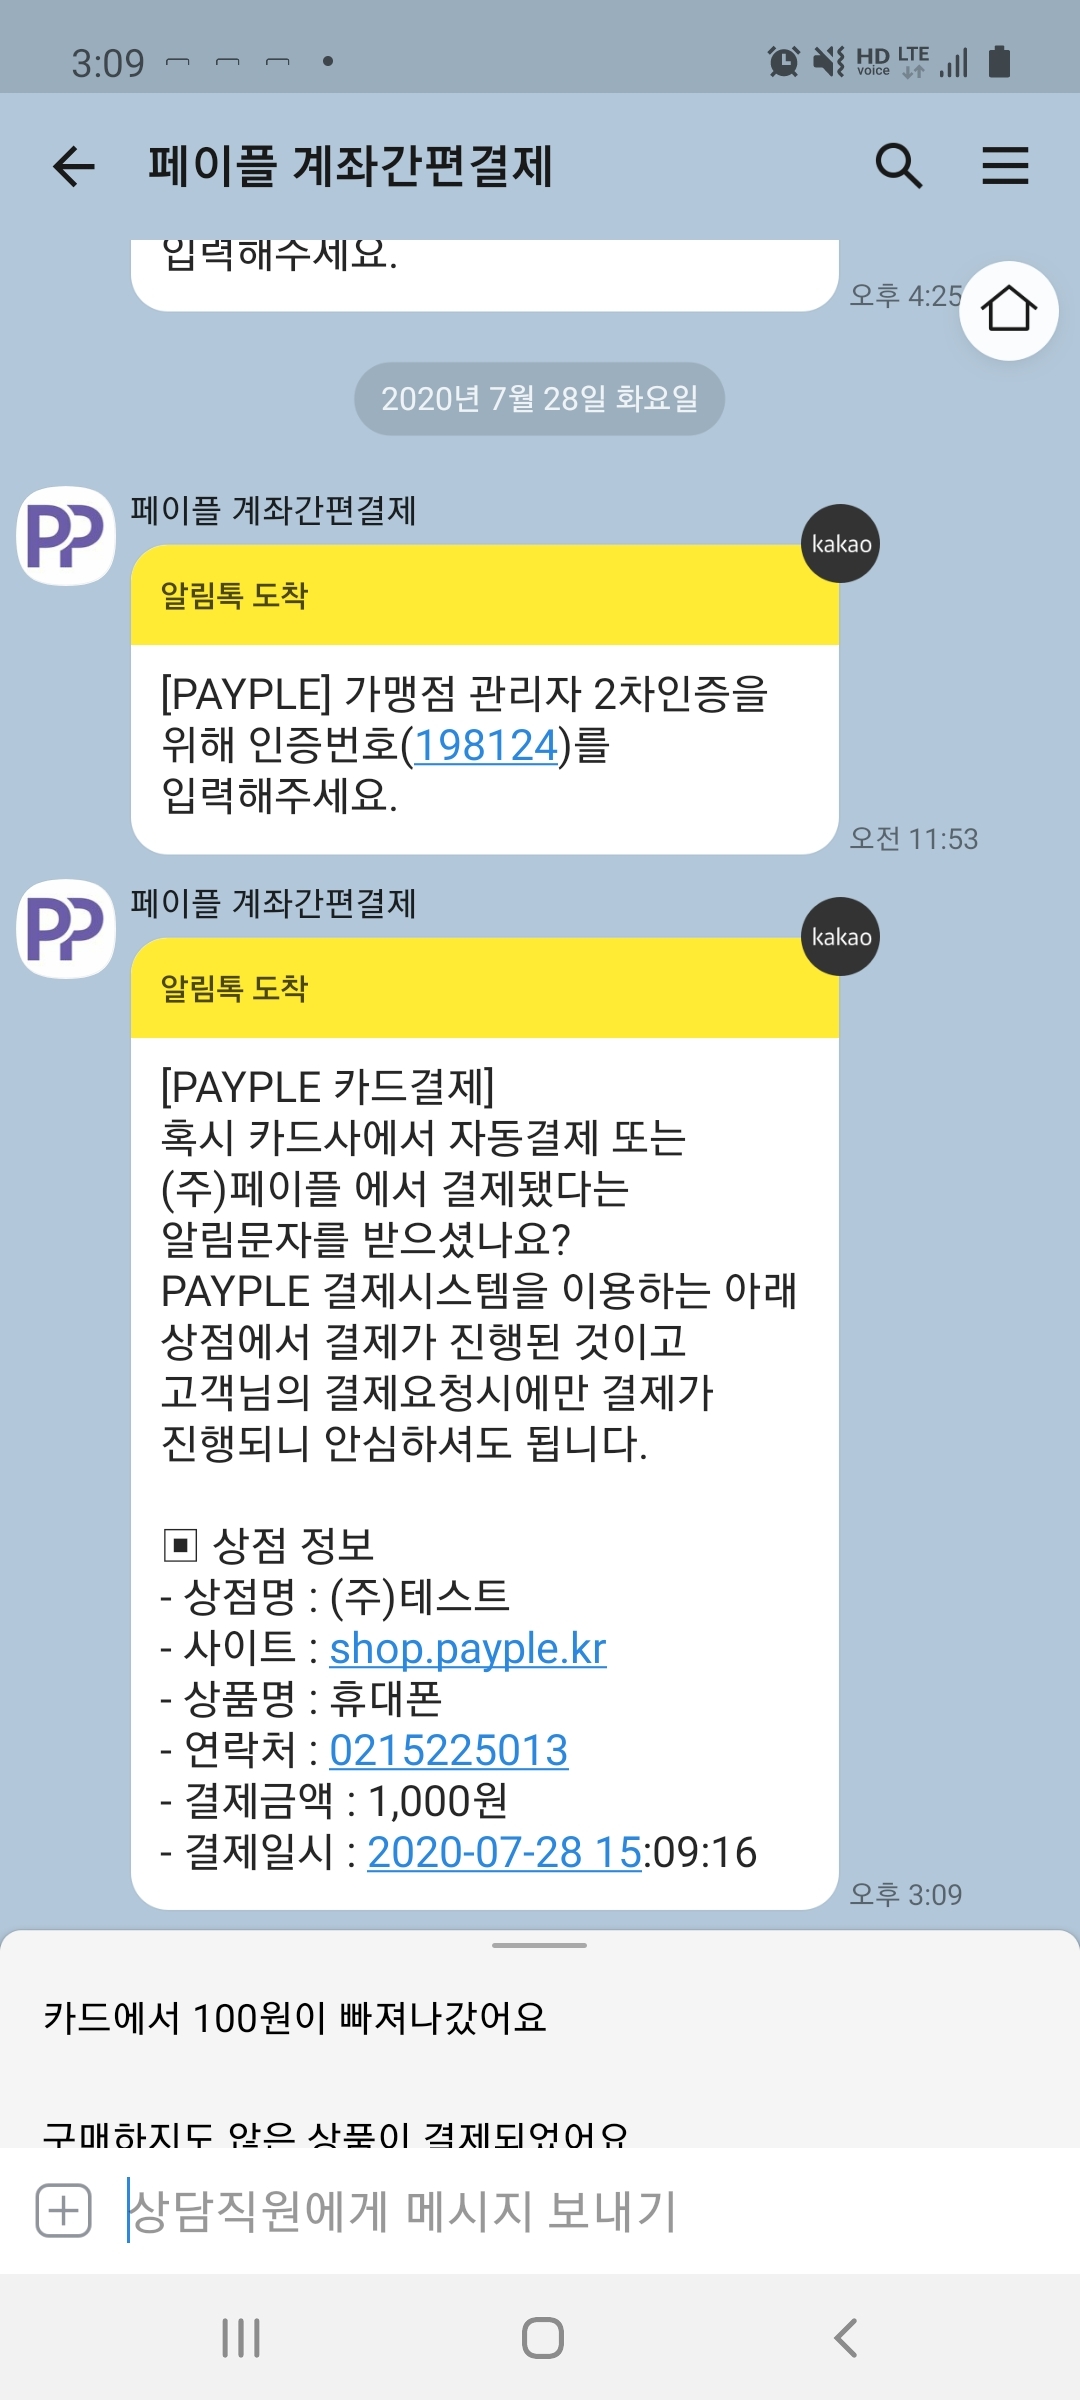 3:09
HD voice LTE
페이플 계좌간편결제
입력해주세요.
오후 4:25
2020년 7월 28일 화요일
PP
페이플 계좌간편결제
kakao
알림톡 도착
[PAYPLE] 가맹점 관리자 2차인증을
위해 인증번호(198124)를
입력해주세요.
오전 11:53
PP
페이플 계좌간편결제
kakao
알림톡 도착
[PAYPLE 카드결제]
혹시 카드사에서 자동결제 또는
(주)페이플 에서 결제됐다는
알림문자를 받으셨나요?
PAYPLE 결제시스템을 이용하는 아래
상점에서 결제가 진행된 것이고
고객님의 결제요청시에만 결제가
진행되니 안심하셔도 됩니다.
▣ 상점 정보
- 상점명 : (주)테스트
- 사이트 : shop.payple.kr
- 상품명 : 휴대폰
- 연락처 : 0215225013
- 결제금액 : 1,000원
- 결제일시 : 2020-07-28 15:09:16
오후 3:09
카드에서 100원이 빠져나갔어요
구매하지도 않은 상품이 결제되었어요
상담직원에게 메시지 보내기